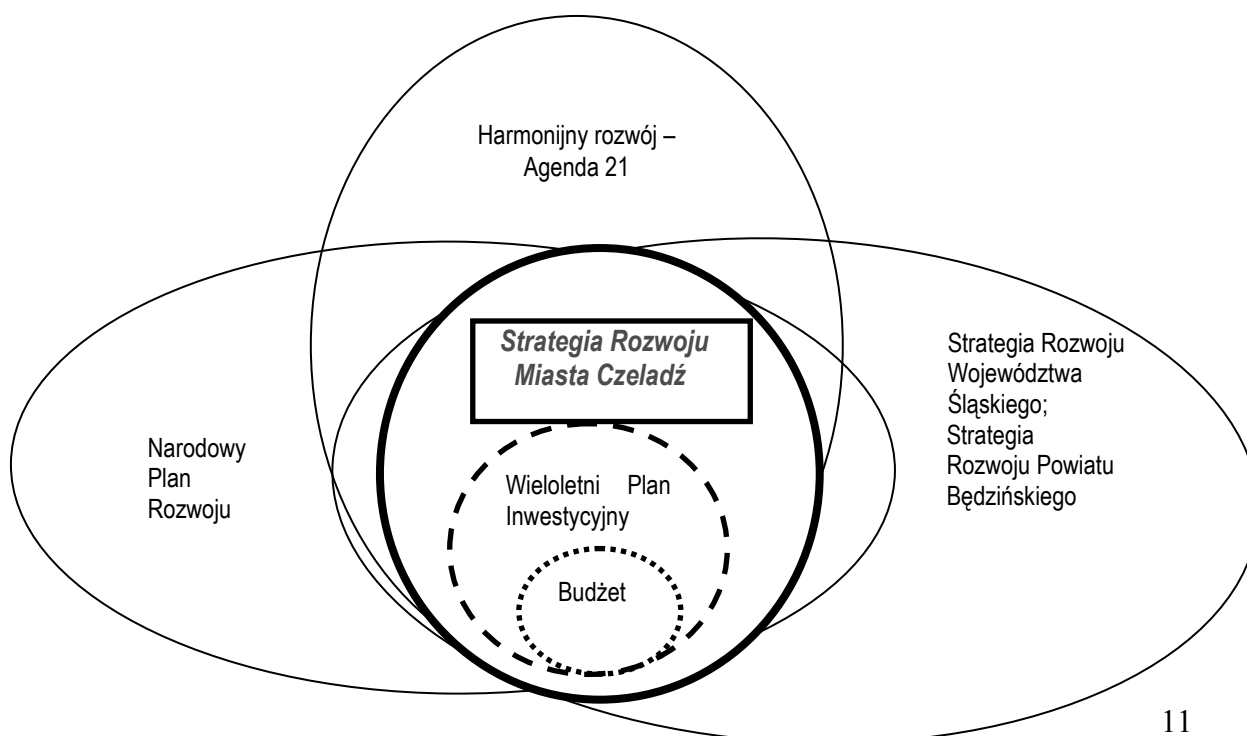 Harmonijny rozwój –
Agenda 21
Strategia Rozwoju
Miasta Czeladź
Strategia Rozwoju
Województwa
Śląskiego;
Strategia
Rozwoju Powiatu
Będzińskiego
Narodowy
Plan
Rozwoju
Wieloletni Plan
Inwestycyjny
Budżet
11